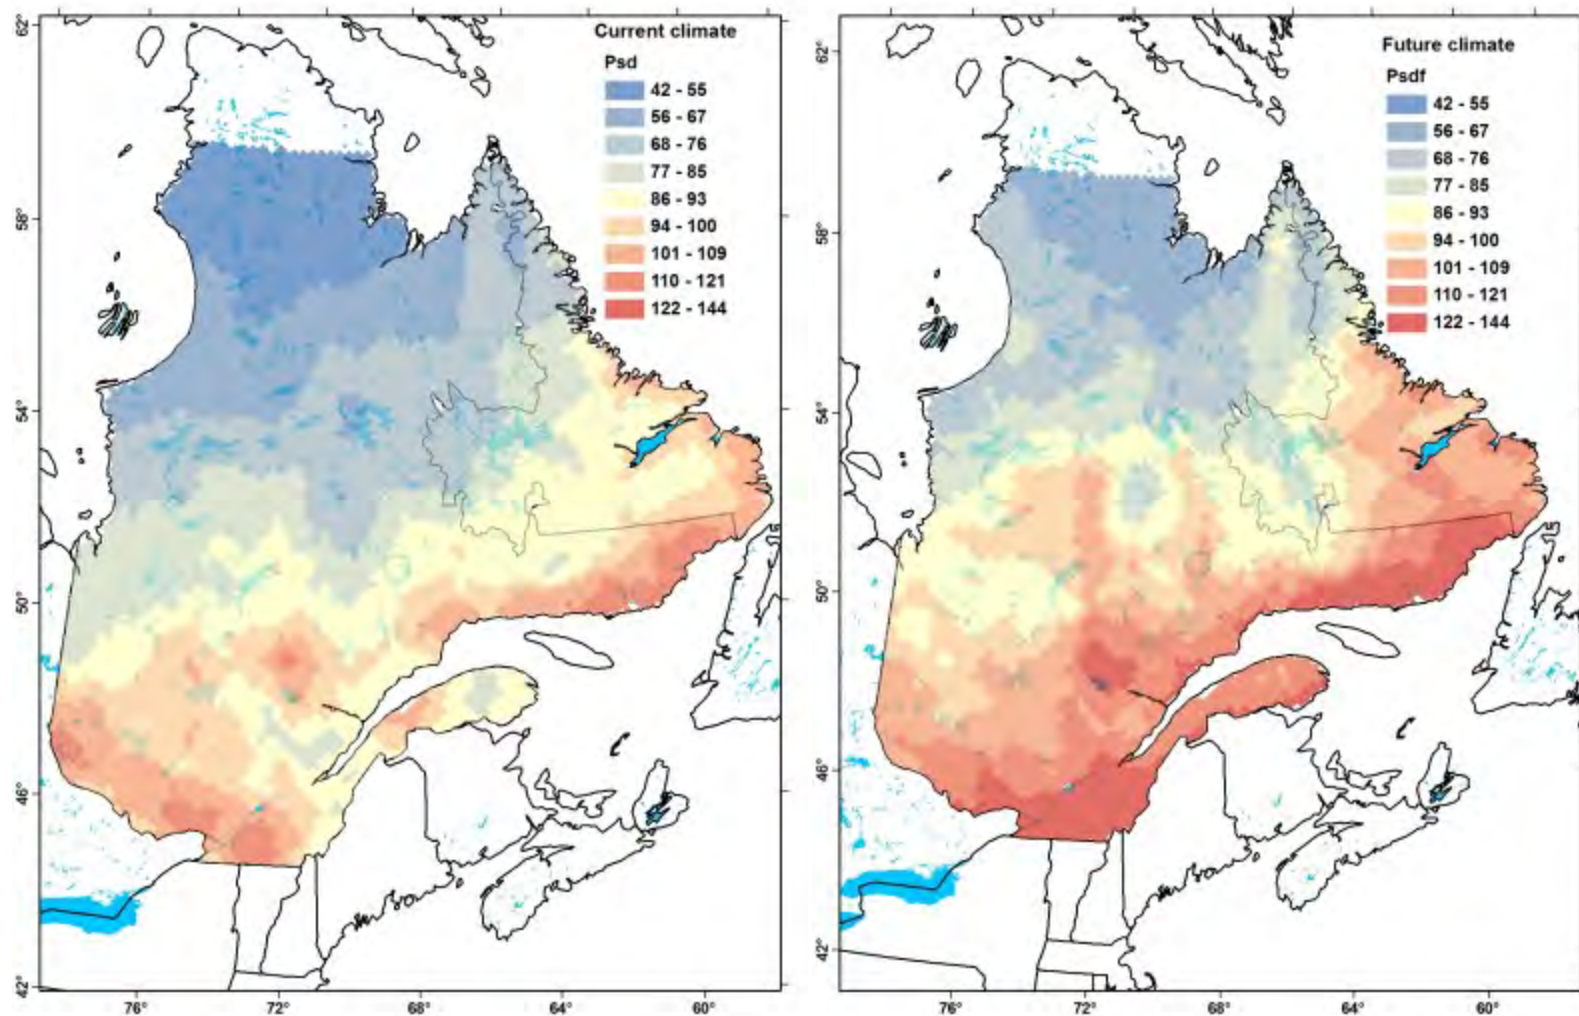 Current climate
Psd
42 - 55
56 - 67
68 - 76
77 - 85
86 - 93
94 - 100
101 - 109
110 - 121
122 - 144
62°
58°
54°
50°
46°
42°
76°
72°
68°
64°
60°
Future climate
Psdf
42 - 55
56 - 67
68 - 76
77 - 85
86 - 93
94 - 100
101 - 109
110 - 121
122 - 144
62°
58°
54°
50°
46°
42°
76°
72°
68°
64°
60°